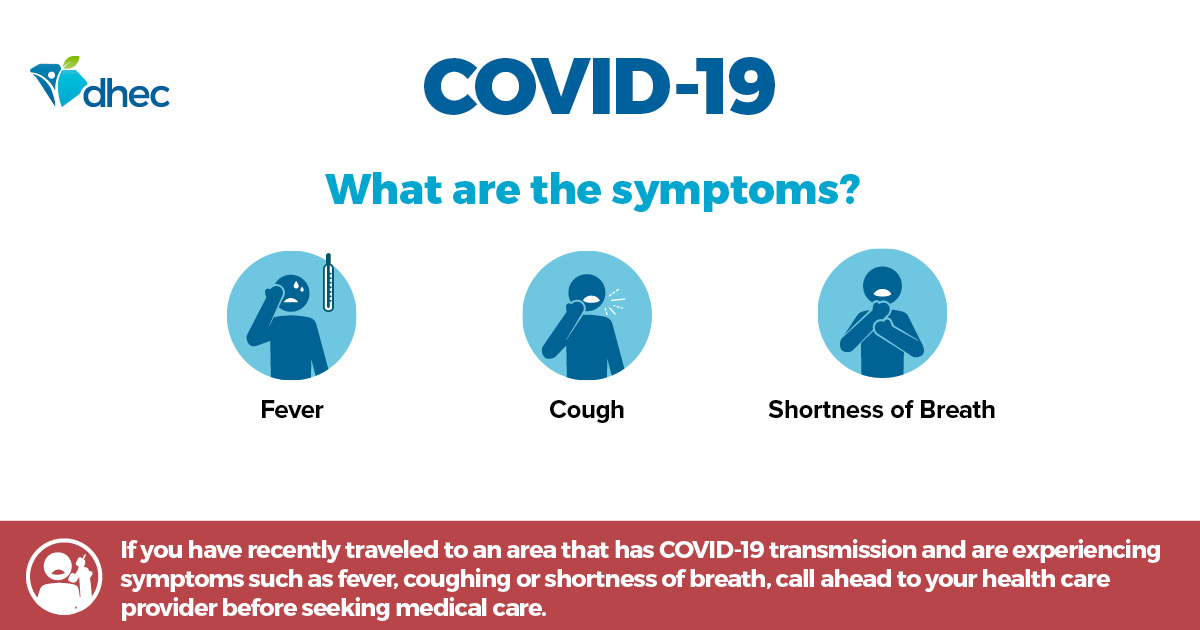 dhec
COVID-19
What are the symptoms?
Fever
Cough
Shortness of Breath
If you have recently traveled to an area that has COVID-19 transmission and are experiencing
symptoms such as fever, coughing or shortness of breath, call ahead to your health care
provider before seeking medical care.